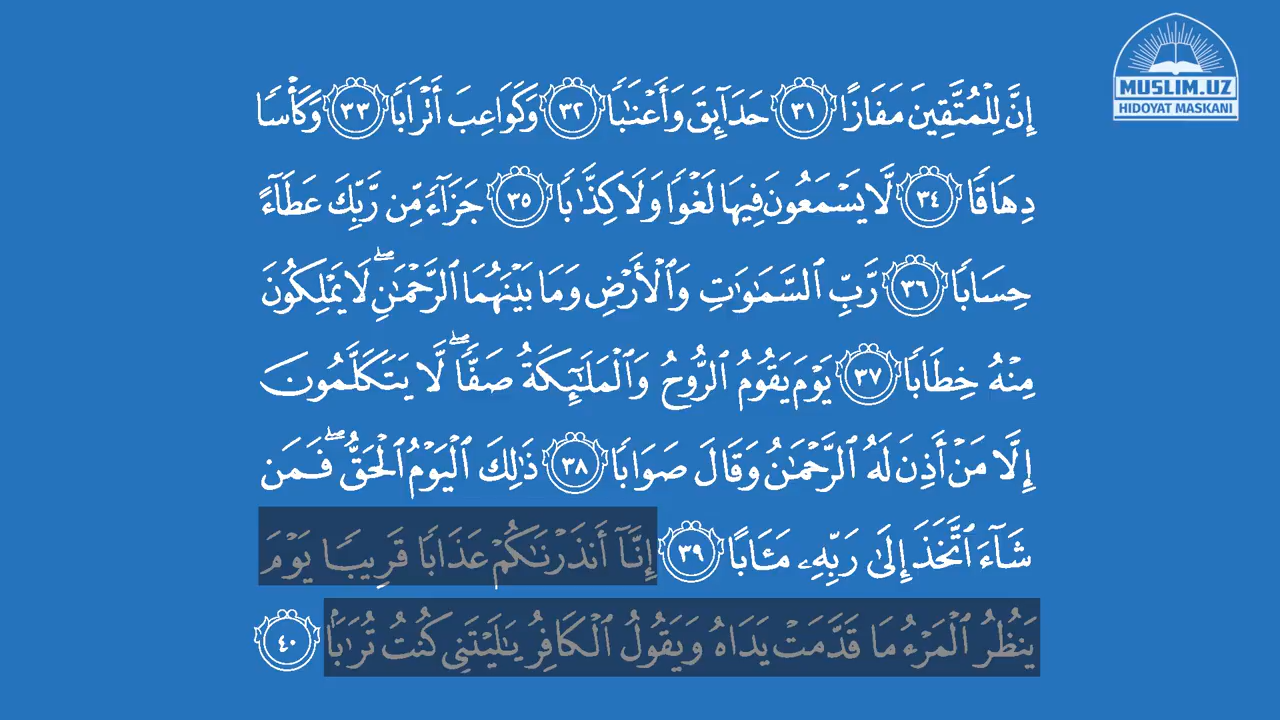 MUSLIM.UZ
HIDOYAT MASKANI
إِنَّ لِلْمُتَّقِينَ مَفَازًا ٣١ حَدَآئِقَ وَأَعْنَٰبًا ٣٢ وَكَوَاعِبَ أَتْرَابًا ٣٣ وَكَأْسًا
دِهَاقًا ٣٤ لَّا يَسْمَعُونَ فِيهَا لَغْوًا وَلَا كِذَّٰبًا ٣٥ جَزَآءً مِّن رَّبِّكَ عَطَآءً
حِسَابًا ٣٦ رَّبِّ ٱلسَّمَٰوَٰتِ وَٱلْأَرْضِ وَمَا بَيْنَهُمَا ٱلرَّحْمَٰنِۖ لَا يَمْلِكُونَ
مِنْهُ خِطَابًا ٣٧ يَوْمَ يَقُومُ ٱلرُّوحُ وَٱلْمَلَٰٓئِكَةُ صَفًّاۖ لَّا يَتَكَلَّمُونَ
إِلَّا مَنْ أَذِنَ لَهُ ٱلرَّحْمَٰنُ وَقَالَ صَوَابًا ٣٨ ذَٰلِكَ ٱلْيَوْمُ ٱلْحَقُّۖ فَمَن
شَآءَ ٱتَّخَذَ إِلَىٰ رَبِّهِۦ مَـَٔابًا ٣٩ إِنَّآ أَنذَرْنَٰكُمْ عَذَابًا قَرِيبًا يَوْمَ
يَنظُرُ ٱلْمَرْءُ مَا قَدَّمَتْ يَدَاهُ وَيَقُولُ ٱلْكَافِرُ يَٰلَيْتَنِى كُنتُ تُرَٰبًۢا ٤٠